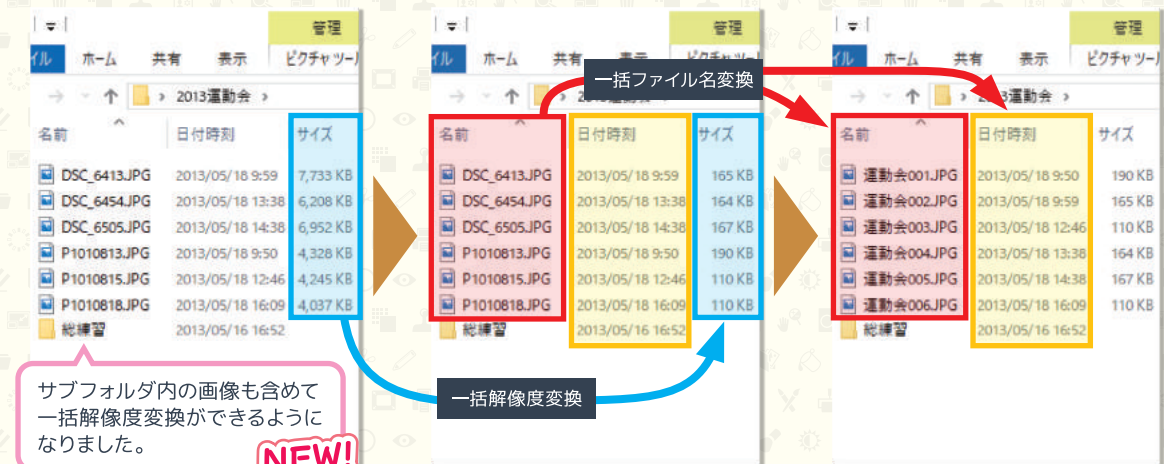 管理
イル ホーム 共有 表示 ピクチャ ツール
2013運動会
名前 日付時刻 サイズ
DSC_6413.JPG 2013/05/18 9:59 7,733 KB
DSC_6454.JPG 2013/05/18 13:38 6,208 KB
DSC_6505.JPG 2013/05/18 14:38 6,952 KB
P1010813.JPG 2013/05/18 9:50 4,328 KB
P1010815.JPG 2013/05/18 12:46 4,245 KB
P1010818.JPG 2013/05/18 16:09 4,037 KB
総練習 2013/05/16 16:52
サブフォルダ内の画像も含めて
一括解像度変換ができるように
なりました。
NEW!
管理
イル ホーム 共有
一括ファイル名変換
名前 日付時刻 サイズ
DSC_6413.JPG 2013/05/18 9:59 165 KB
DSC_6454.JPG 2013/05/18 13:38 164 KB
DSC_6505.JPG 2013/05/18 14:38 167 KB
P1010813.JPG 2013/05/18 9:50 190 KB
P1010815.JPG 2013/05/18 12:46 110 KB
P1010818.JPG 2013/05/18 16:09 110 KB
総練習 2013/05/16 16:52
一括解像度変換
管理
イル ホーム 共有 表示 ピクチャ ツール
3運動会
名前 日付時刻 サイズ
運動会001.JPG 2013/05/18 9:50 190 KB
運動会002.JPG 2013/05/18 9:59 165 KB
運動会003.JPG 2013/05/18 12:46 110 KB
運動会004.JPG 2013/05/18 13:38 164 KB
運動会005.JPG 2013/05/18 14:38 167 KB
運動会006.JPG 2013/05/18 16:09 110 KB
総練習 2013/05/16 16:52